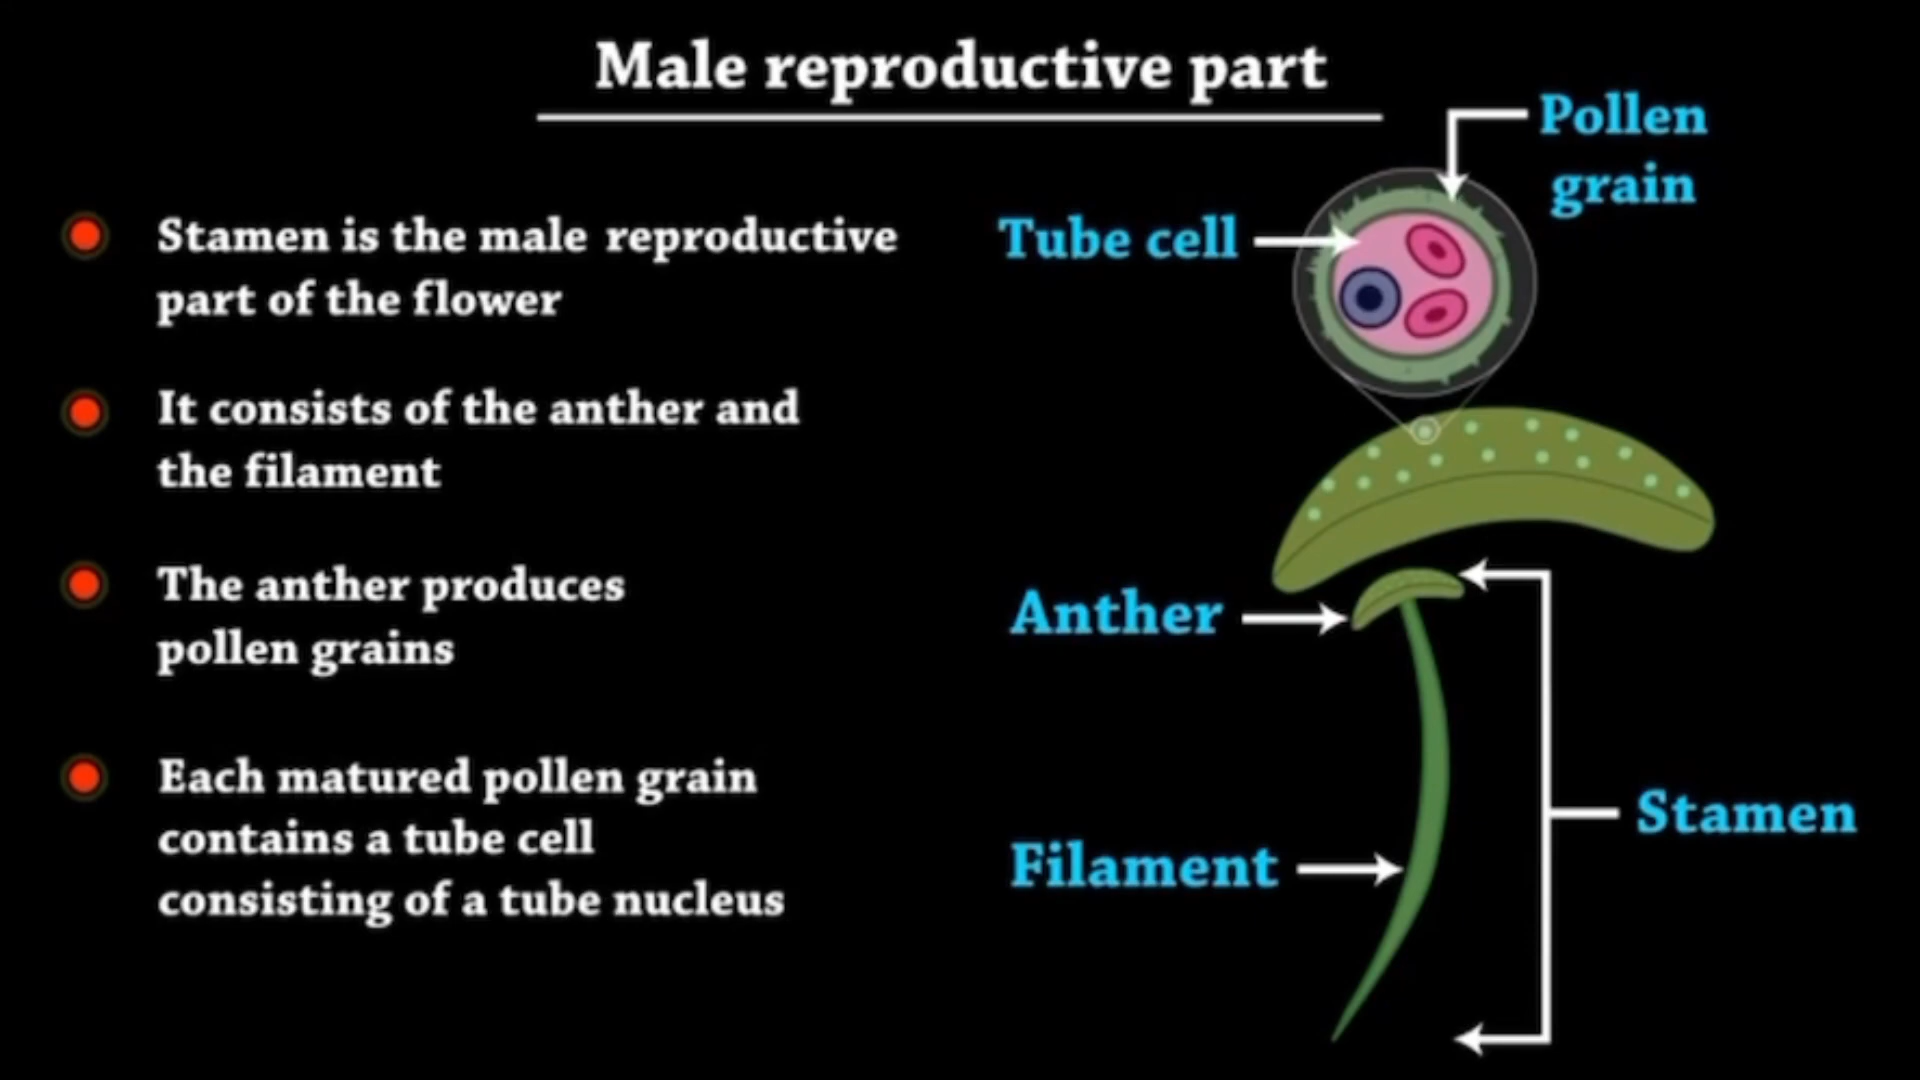 Male reproductive part
Stamen is the male reproductive
part of the flower
It consists of the anther and
the filament
The anther produces
pollen grains
Each matured pollen grain
contains a tube cell
consisting of a tube nucleus
Pollen
grain
Tube cell
Anther
Filament
Stamen